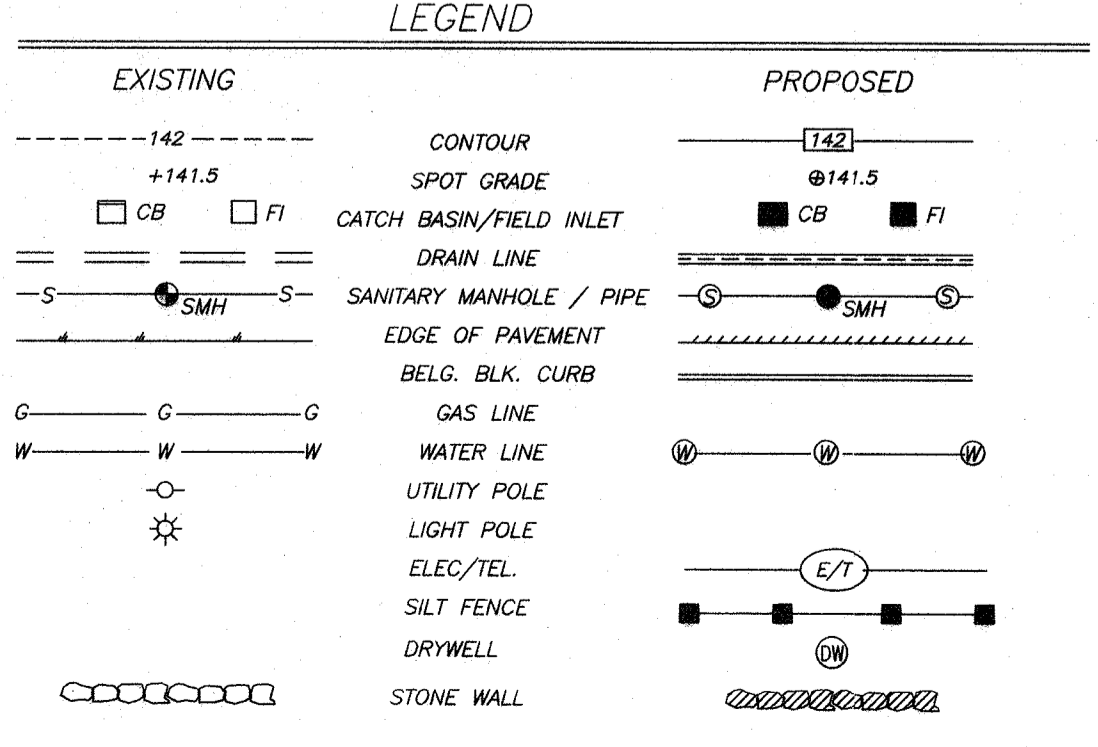 LEGEND
EXISTING PROPOSED
142 CONTOUR 142
+141.5 SPOT GRADE ⊕141.5
CB FI CATCH BASIN/FIELD INLET CB FI
DRAIN LINE
S SMH S SANITARY MANHOLE / PIPE S SMH S
EDGE OF PAVEMENT
BELG. BLK. CURB
G G G GAS LINE
W W W WATER LINE W W W
UTILITY POLE
LIGHT POLE
ELEC/TEL. E/T
SILT FENCE
DRYWELL DW
STONE WALL